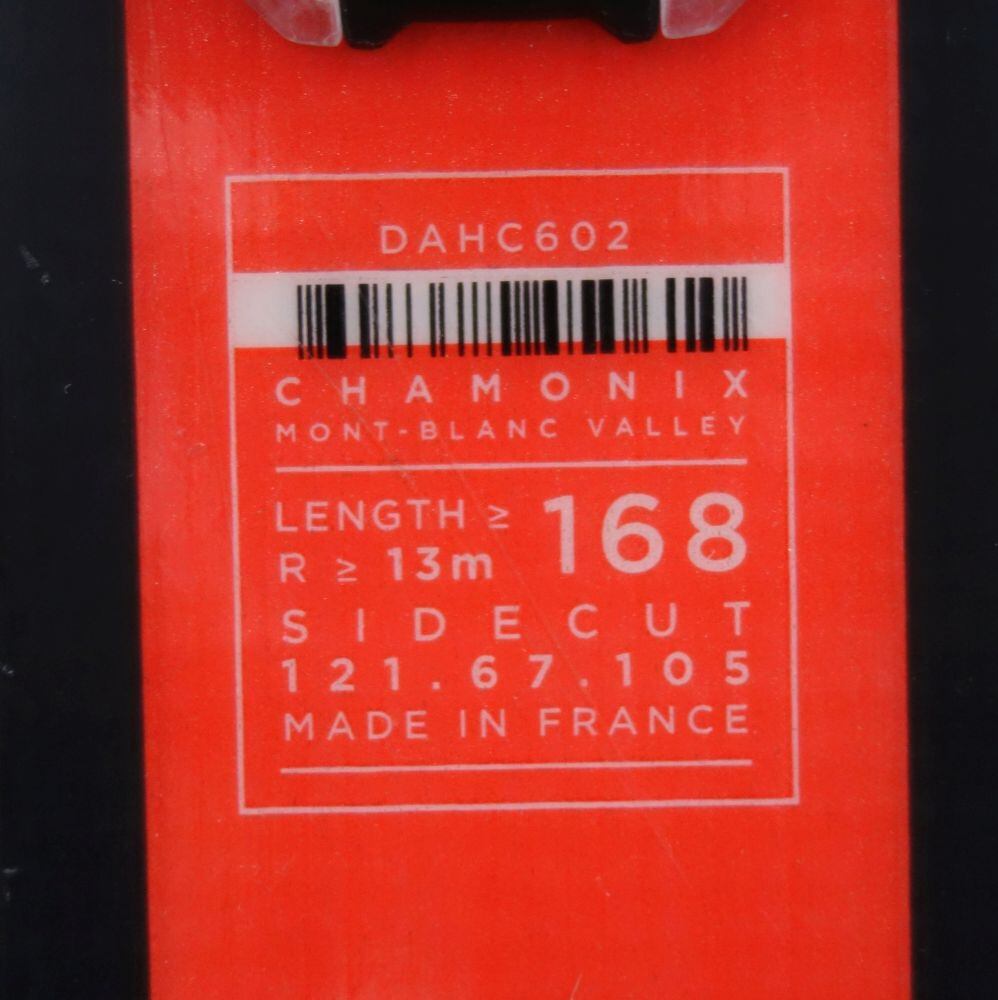 DAHC602
CHAMONIX
MONT-BLANC VALLEY
LENGTH ≥ 168
R ≥ 13m
SIDECUT
121.67.105
MADE IN FRANCE